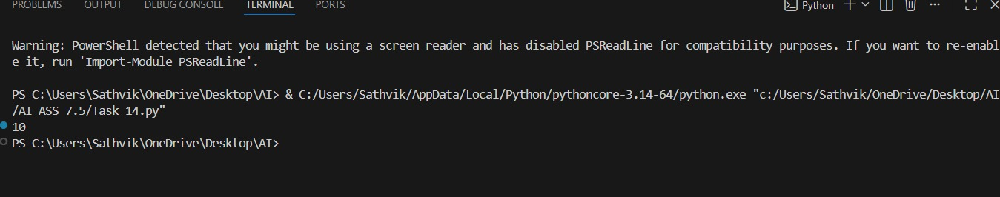 PROBLEMS OUTPUT DEBUG CONSOLE TERMINAL PORTS Python
Warning: PowerShell detected that you might be using a screen reader and has disabled PSReadLine for compatibility purposes. If you want to re-enabl
e it, run 'Import-Module PSReadLine'.
PS C:\Users\Sathvik\OneDrive\Desktop\AI> & C:/Users/Sathvik/AppData/Local/Python/pythoncore-3.14-64/python.exe "c:/Users/Sathvik/OneDrive/Desktop/AI
/AI ASS 7.5/Task 14.py"
10
PS C:\Users\Sathvik\OneDrive\Desktop\AI>